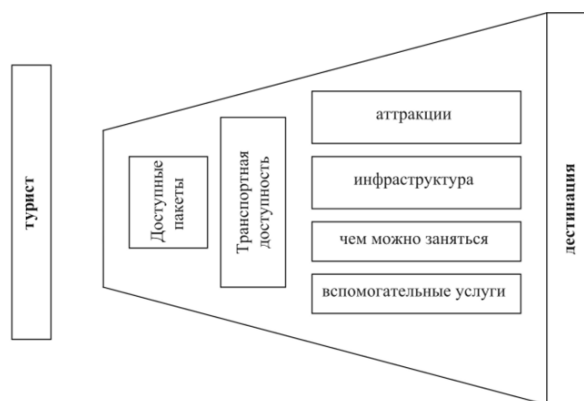 турист
Доступные
пакеты
Транспортная
доступность
аттракции
инфраструктура
чем можно заняться
вспомогательные услуги
дестинация